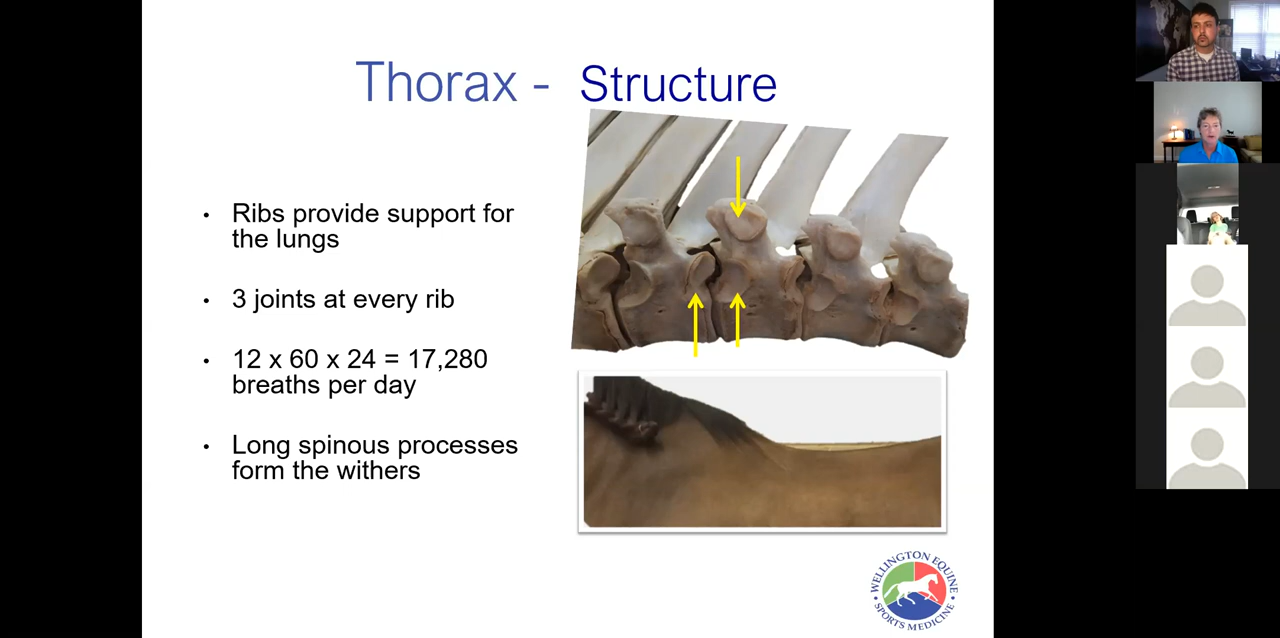 Thorax - Structure
• Ribs provide support for
the lungs
• 3 joints at every rib
• 12 x 60 x 24 = 17,280
breaths per day
• Long spinous processes
form the withers
WELLINGTON EQUINE
• SPORTS MEDICINE •